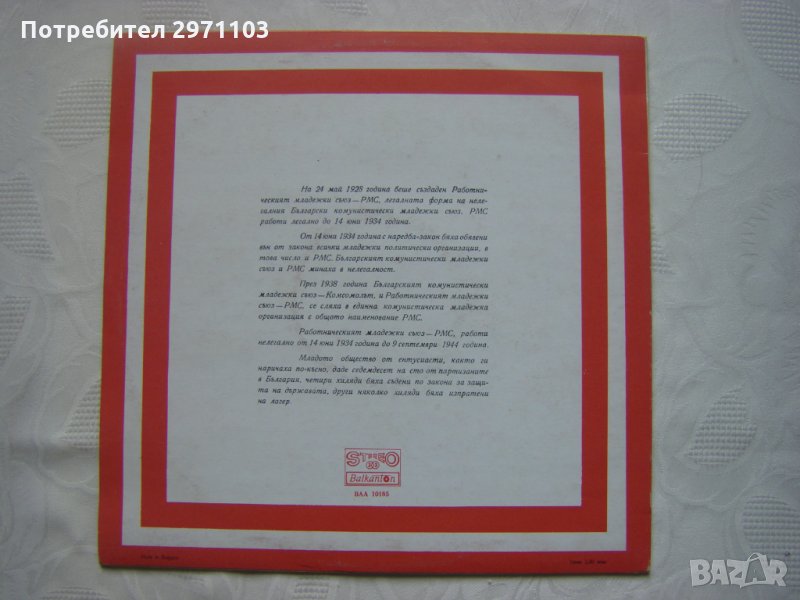 Потребител 2971103
На 24 май 1928 година беше създаден Работни-
ческият младежки съюз — РМС, легалната форма на неле-
галния Български комунистически младежки съюз. РМС
работи легално до 14 юни 1934 година.
От 14 юни 1934 година с наредба-закон бяха обявени
вън от закона всички младежки политически организации, в
това число и РМС. Българският комунистически младежки
съюз и РМС минаха в нелегалност.
През 1938 година Българският комунистически
младежки съюз — Комсомолът, и Работническият младежки
съюз — РМС, се сляха в единна комунистическа младежка
организация с общото наименование РМС.
Работническият младежки съюз — РМС, работи
нелегално от 14 юни 1934 година до 9 септември 1944 година.
Младото общество от ентусиасти, както ги
наричаха по-късно, даде седемдесет на сто от партизаните
в България, четири хиляди бяха съдени по закона за защи-
та на държавата, други няколко хиляди бяха изпратени
на лагер.
STEREO
Balkanton
ВАА 10185
Made in Bulgaria
BAZAR